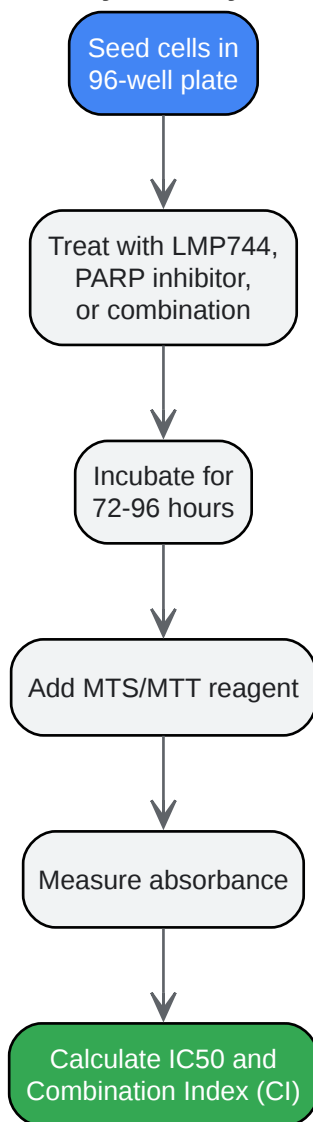 Seed cells in
96-well plate
Treat with LMP744,
PARP inhibitor,
or combination
Incubate for
72-96 hours
Add MTS/MTT reagent
Measure absorbance
Calculate IC50 and
Combination Index (CI)